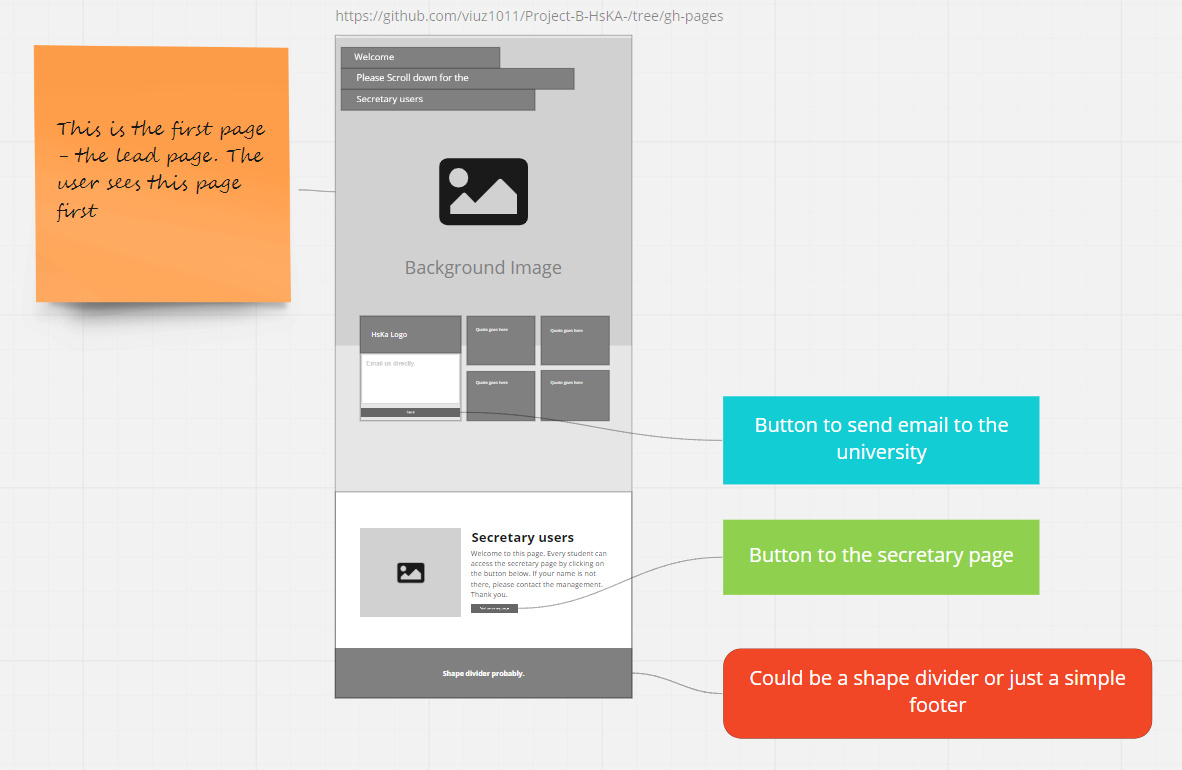 https://github.com/viuz1011/Project-B-HsKA-/tree/gh-pages
This is the first page
- the lead page. The
user sees this page
first
Welcome
Please Scroll down for the
Secretary users
Background Image
HsKa Logo
Email us directly.
Quote goes here
Quote goes here
Quote goes here
Quote goes here
Button to send email to the
university
Secretary users
Welcome to this page. Every student can
access the secretary page by clicking on
the button below. If your name is not
there, please contact the management.
Thank you.
Button to the secretary page
Shape divider probably.
Could be a shape divider or just a simple
footer